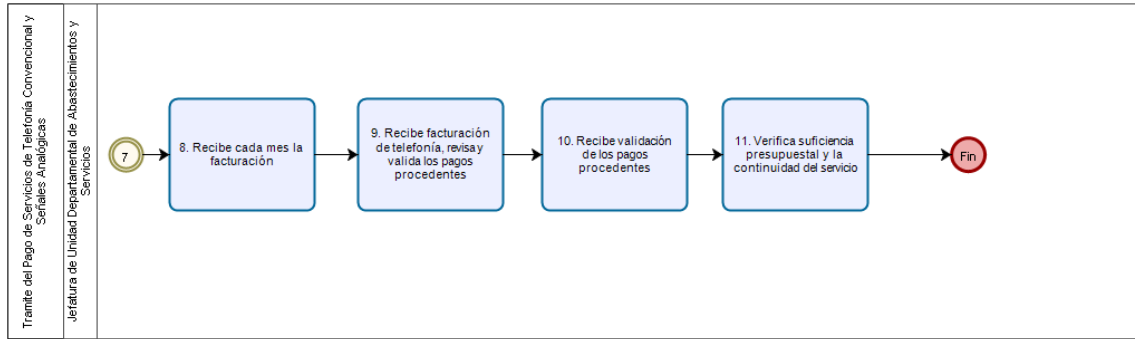 Tramite del Pago de Servicios de Telefonía Convencional y
Señales Analógicas
Jefatura de Unidad Departamental de Abastecimientos y
Servicios
7
8. Recibe cada mes la
facturación
9. Recibe facturación
de telefonía, revisa y
valida los pagos
procedentes
10. Recibe validación
de los pagos
procedentes
11. Verifica suficiencia
presupuestal y la
continuidad del servicio
Fin